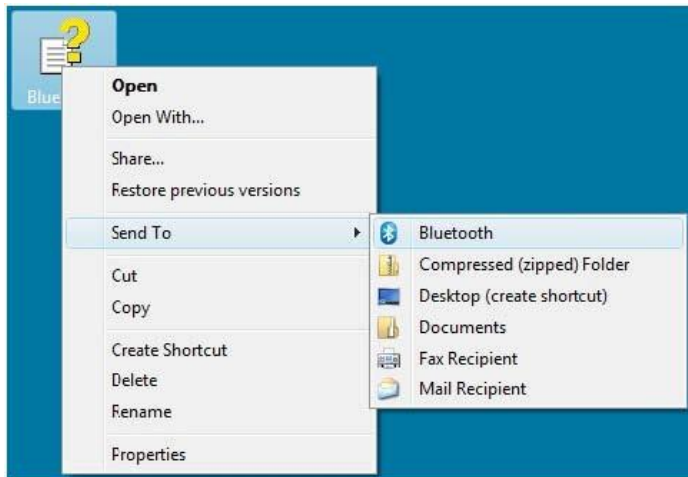 Blue
Open
Open With...
Share...
Restore previous versions
Send To
Cut
Copy
Create Shortcut
Delete
Rename
Properties
Bluetooth
Compressed (zipped) Folder
Desktop (create shortcut)
Documents
Fax Recipient
Mail Recipient